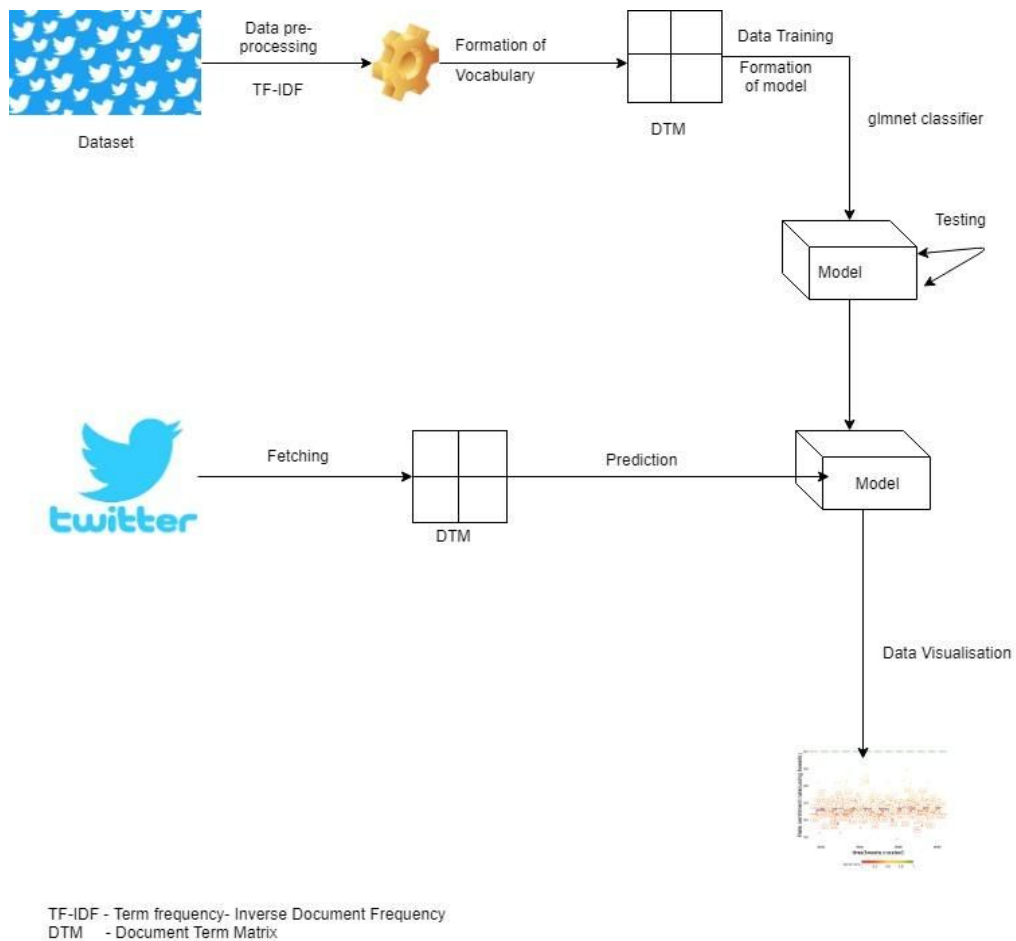 Data pre-
processing
TF-IDF
Dataset
Formation of
Vocabulary
DTM
Data Training
Formation
of model
glmnet classifier
Testing
Model
twitter
Fetching
DTM
Prediction
Model
Data Visualisation
TF-IDF - Term frequency- Inverse Document Frequency
DTM - Document Term Matrix